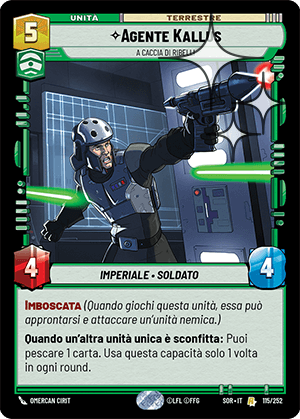 UNITÀ
TERRESTRE
5
AGENTE KALLUS
A CACCIA DI RIBELLI
4
4
IMPERIALE • SOLDATO
IMBOSCATA (Quando giochi questa unità, essa può
approntarsi e attaccare un'unità nemica.)
Quando un'altra unità unica è sconfitta: Puoi
pescare 1 carta. Usa questa capacità solo 1 volta
in ogni round.
OMERCAN CIRIT
©LFL ©FFG
SOR • IT
115/252